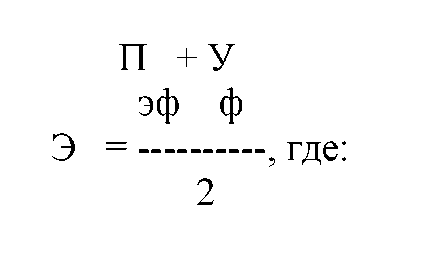 П + У
эф ф
Э = ----------, где:
2